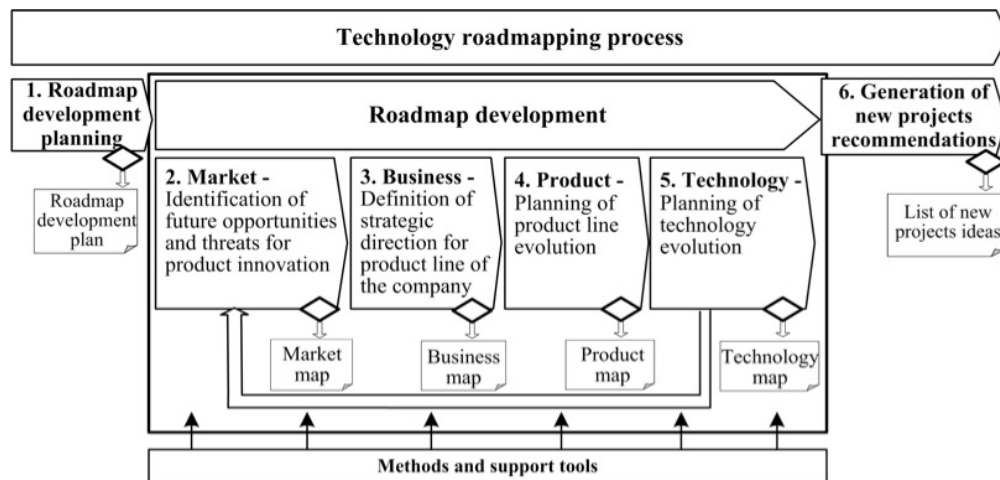 Technology roadmapping process
1. Roadmap
development
planning
Roadmap
development
plan
Roadmap development
2. Market -
Identification of
future opportunities
and threats for
product innovation
Market
map
3. Business -
Definition of
strategic
direction for
product line of
the company
Business
map
4. Product -
Planning of
product line
evolution
Product
map
5. Technology -
Planning of
technology
evolution
Technology
map
6. Generation of
new projects
recommendations
List of new
projects ideas
Methods and support tools